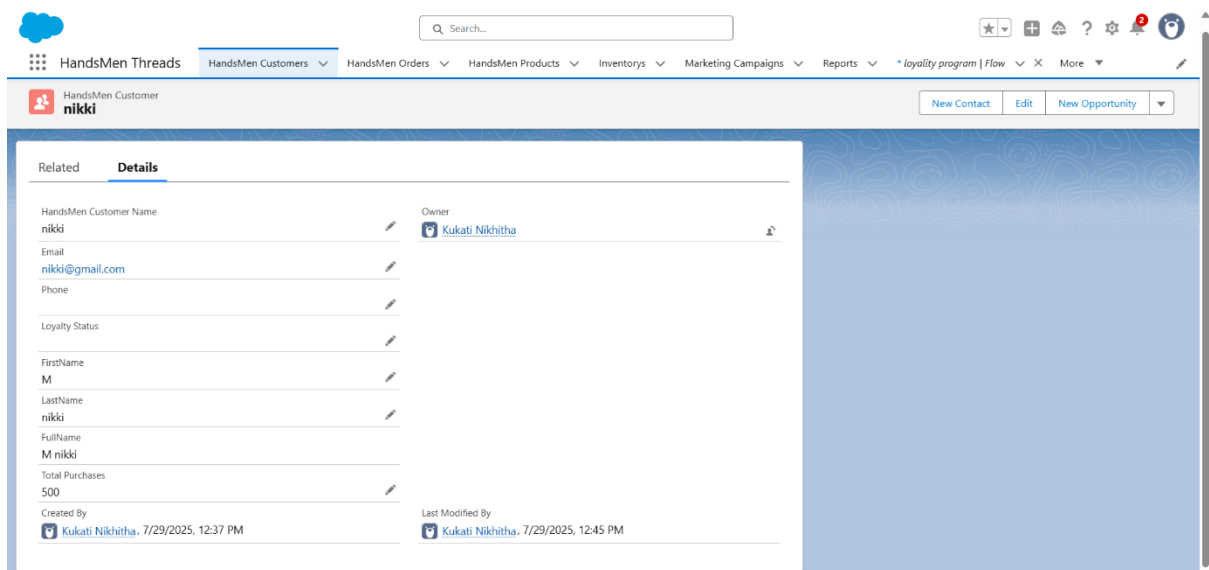 Search...
2
HandsMen Threads
HandsMen Customers
HandsMen Orders
HandsMen Products
Inventorys
Marketing Campaigns
Reports
* loyality program | Flow
More
HandsMen Customer
nikki
New Contact
Edit
New Opportunity
Related
Details
HandsMen Customer Name
nikki
Owner
Kukati Nikhitha
Email
nikki@gmail.com
Phone
Loyalty Status
FirstName
M
LastName
nikki
FullName
M nikki
Total Purchases
500
Created By
Kukati Nikhitha, 7/29/2025, 12:37 PM
Last Modified By
Kukati Nikhitha, 7/29/2025, 12:45 PM